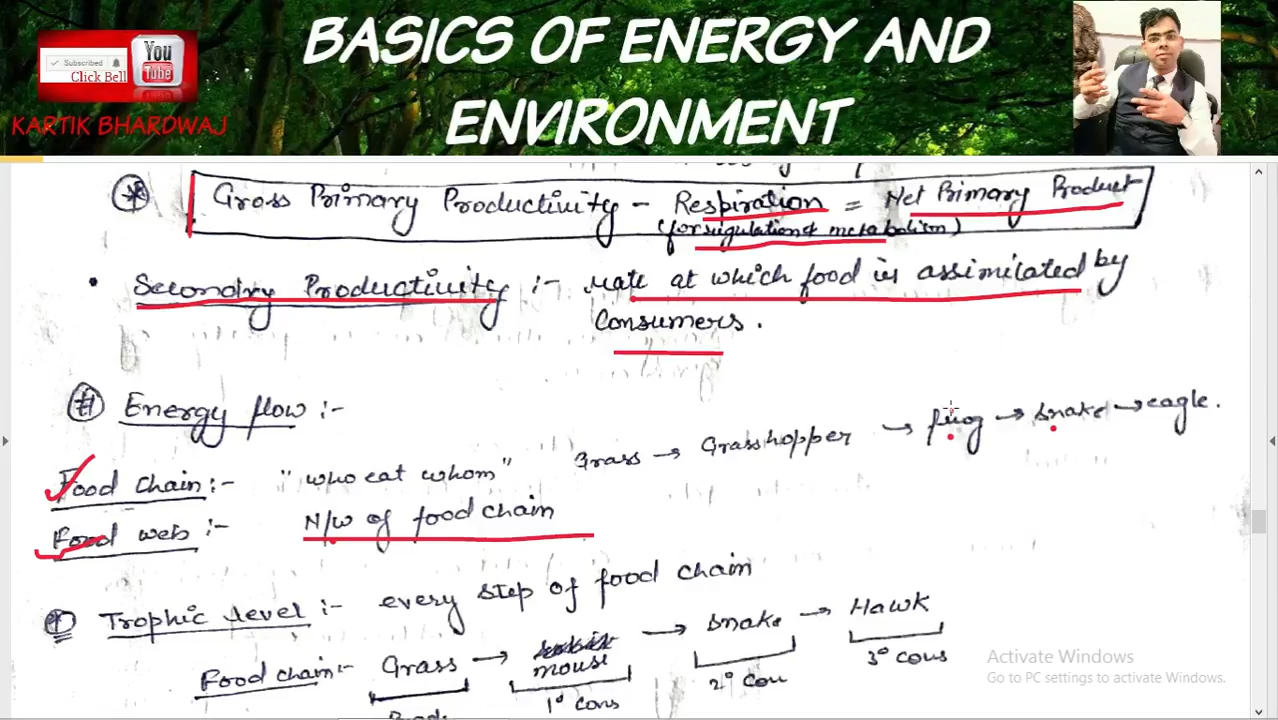 BASICS OF ENERGY AND
ENVIRONMENT
Subscribed
Click Bell
You
Tube
KARTIK BHARDWAJ
Gross Primary Productivity - Respiration = Net Primary Product
(for regulation & metabolism)
• Secondary Productivity :- rate at which food is assimilated by
consumers.
# Energy flow :-
Food chain :- "who eat whom" Grass → Grasshopper → frog → snake → eagle.
Food web :- N/w of food chain
Trophic level :- every step of food chain
Food chain :- Grass → mouse → snake → Hawk
1° cons 2° con 3° cons
Activate Windows
Go to PC settings to activate Windows.